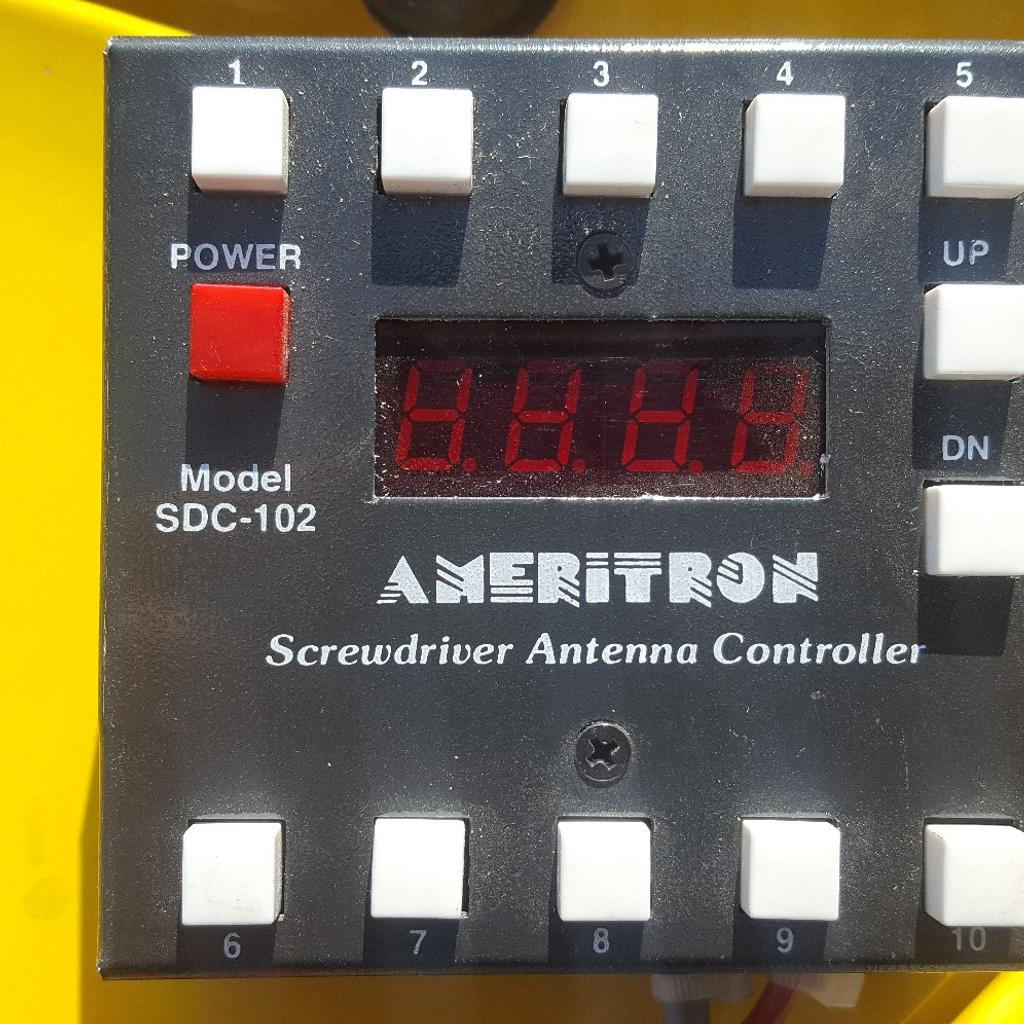 1 2 3 4 5
POWER
UP
DN
Model
SDC-102
AMERITRON
Screwdriver Antenna Controller
6 7 8 9 10